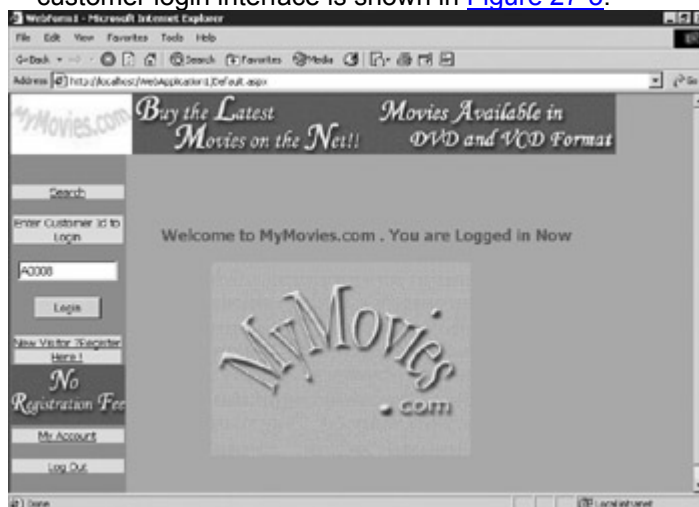 customer login interface is shown in Figure 27-3.
WebForm1 - Microsoft Internet Explorer
File Edit View Favorites Tools Help
Back Search Favorites Media
Address http://localhost/WebApplication1/Default.aspx Go
MyMovies.com
Buy the Latest
Movies on the Net!!
Movies Available in
DVD and VCD Format
Search
Enter Customer Id to
Login
A0008
Login
New Visitor ?Register
Here !
No
Registration Fee
My Account
Log Out
Welcome to MyMovies.com . You are Logged in Now
MyMovies
.com
Done
Local intranet